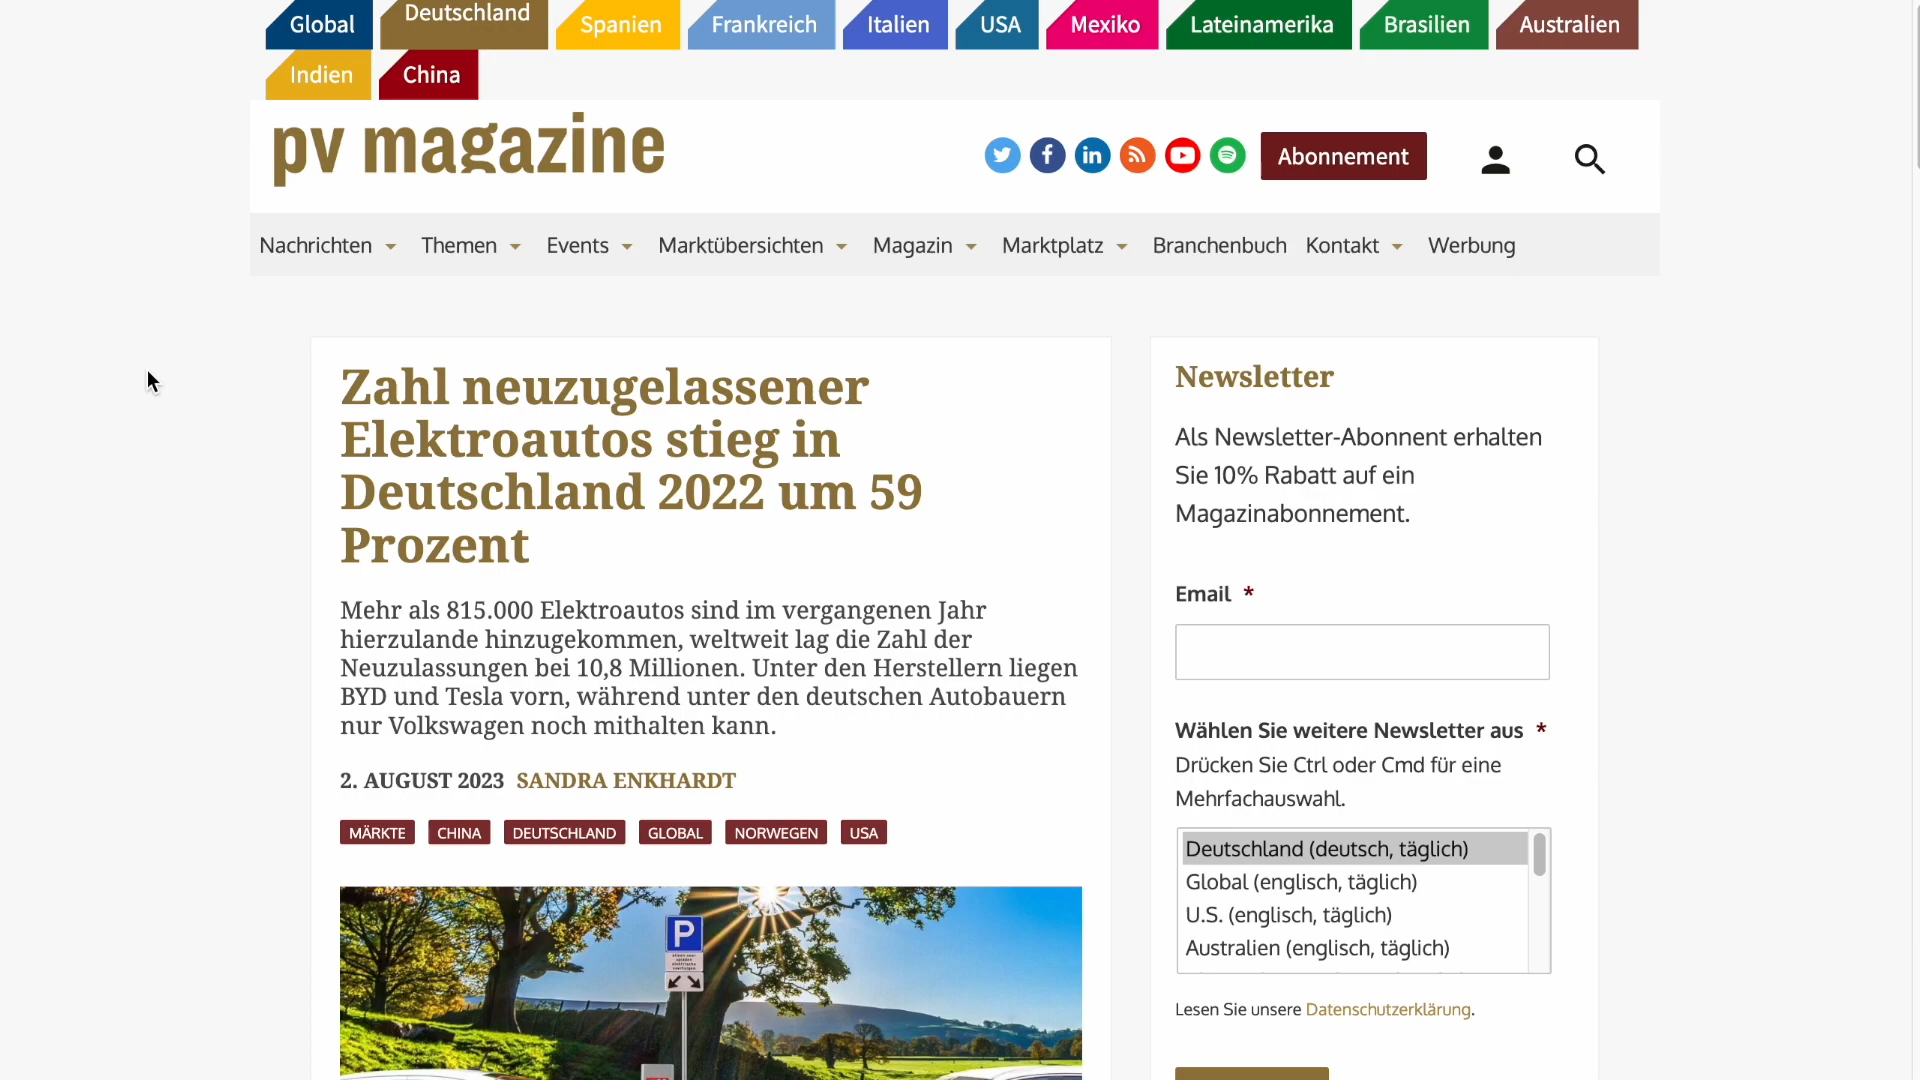 Global Deutschland Spanien Frankreich Italien USA Mexiko Lateinamerika Brasilien Australien
Indien China
pv magazine
Abonnement
Nachrichten Themen Events Marktübersichten Magazin Marktplatz Branchenbuch Kontakt Werbung
Zahl neuzugelassener
Elektroautos stieg in
Deutschland 2022 um 59
Prozent
Mehr als 815.000 Elektroautos sind im vergangenen Jahr
hierzulande hinzugekommen, weltweit lag die Zahl der
Neuzulassungen bei 10,8 Millionen. Unter den Herstellern liegen
BYD und Tesla vorn, während unter den deutschen Autobauern
nur Volkswagen noch mithalten kann.
2. AUGUST 2023 SANDRA ENKHARDT
MÄRKTE CHINA DEUTSCHLAND GLOBAL NORWEGEN USA
P
Newsletter
Als Newsletter-Abonnent erhalten
Sie 10% Rabatt auf ein
Magazinabonnement.
Email *
Wählen Sie weitere Newsletter aus *
Drücken Sie Ctrl oder Cmd für eine
Mehrfachauswahl.
Deutschland (deutsch, täglich)
Global (englisch, täglich)
U.S. (englisch, täglich)
Australien (englisch, täglich)
Lesen Sie unsere Datenschutzerklärung.